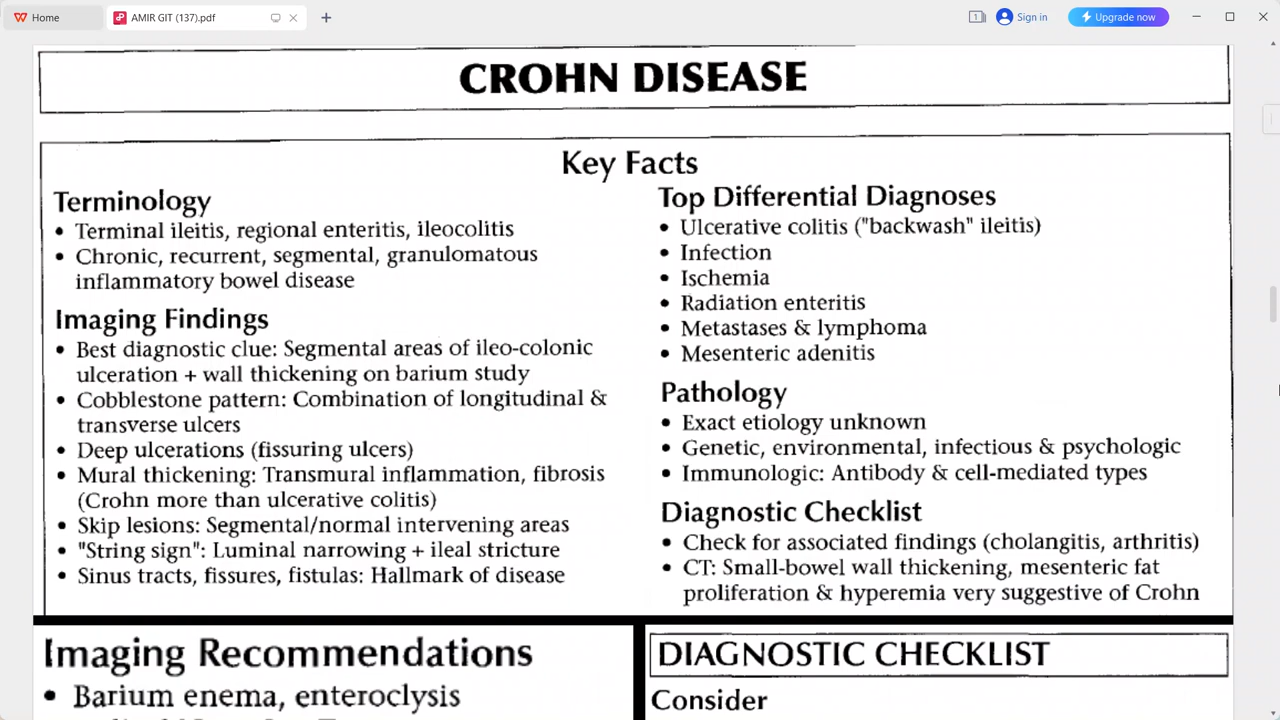 Home
AMIR GIT (137).pdf
1
Sign in
Upgrade now
CROHN DISEASE
Key Facts
Terminology
• Terminal ileitis, regional enteritis, ileocolitis
• Chronic, recurrent, segmental, granulomatous
inflammatory bowel disease
Imaging Findings
• Best diagnostic clue: Segmental areas of ileo-colonic
ulceration + wall thickening on barium study
• Cobblestone pattern: Combination of longitudinal &
transverse ulcers
• Deep ulcerations (fissuring ulcers)
• Mural thickening: Transmural inflammation, fibrosis
(Crohn more than ulcerative colitis)
• Skip lesions: Segmental/normal intervening areas
• "String sign": Luminal narrowing + ileal stricture
• Sinus tracts, fissures, fistulas: Hallmark of disease
Top Differential Diagnoses
• Ulcerative colitis ("backwash" ileitis)
• Infection
• Ischemia
• Radiation enteritis
• Metastases & lymphoma
• Mesenteric adenitis
Pathology
• Exact etiology unknown
• Genetic, environmental, infectious & psychologic
• Immunologic: Antibody & cell-mediated types
Diagnostic Checklist
• Check for associated findings (cholangitis, arthritis)
• CT: Small-bowel wall thickening, mesenteric fat
proliferation & hyperemia very suggestive of Crohn
Imaging Recommendations
• Barium enema, enteroclysis
DIAGNOSTIC CHECKLIST
Consider